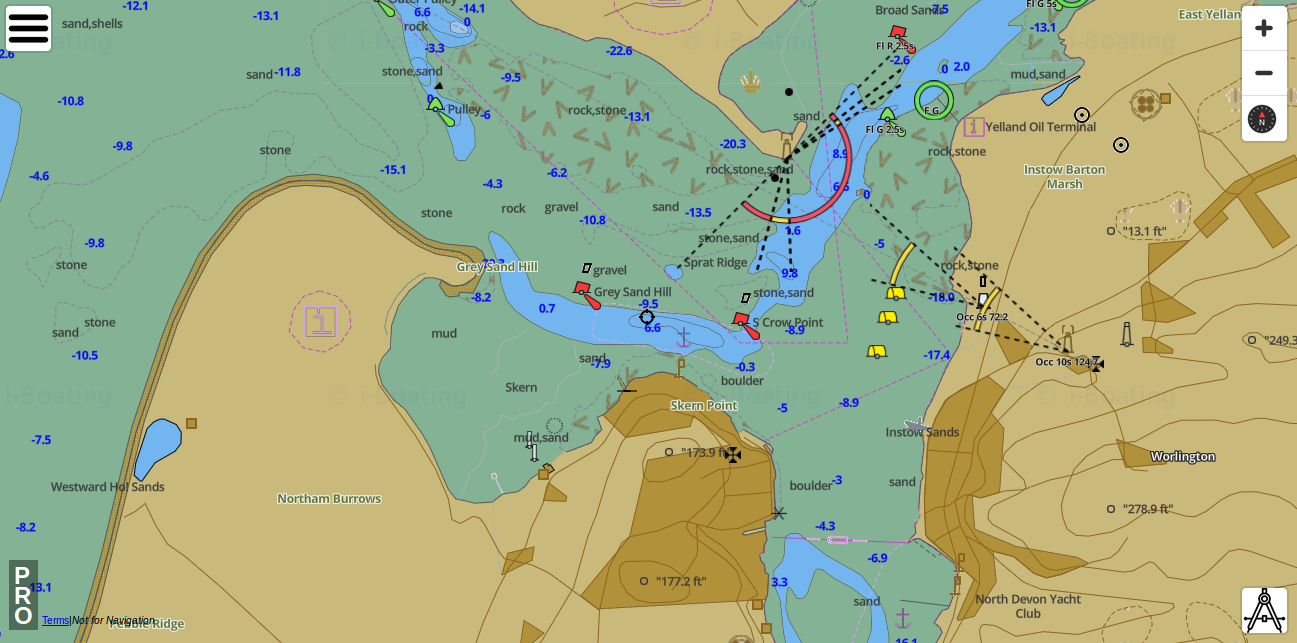 -12.1
sand,shells
-13.1
Outer Pulley
6.6
-14.1
0
rock
-3.3
-22.6
Broad Sands
-7.5
Fl G 5s
-13.1
East Yelland
i-Boating
© i-Boating
© i-Boating
Fl R 2.5s
-2.6
0
2.0
2.6
sand
-11.8
stone,sand
-9.5
mud,sand
-10.8
0
Pulley
-6
rock,stone
-13.1
sand
F G
Fl G 2.5s
Yelland Oil Terminal
1
N
-9.8
stone
-20.3
8.9
rock,stone
-4.6
-15.1
-4.3
-6.2
rock,stone,sand
Instow Barton
Marsh
6.6
0
stone
rock
gravel
sand
-13.5
-10.8
-9.8
stone,sand
1.6
-5
"13.1 ft"
stone
Grey Sand Hill
gravel
Sprat Ridge
9.8
rock,stone
-8.2
0.7
Grey Sand Hill
-9.5
stone,sand
-18.0
1
stone
sand
mud
6.6
S Crow Point
-8.9
Occ 6s 72.2
"249.3
-10.5
sand
-7.9
-0.3
-17.4
Occ 10s 124.7
i-Boating
© i-Boating
© i-Boating
Skern
boulder
Skern Point
-5
-8.9
-7.5
mud,sand
Instow Sands
"173.9 ft"
Worlington
Westward Ho! Sands
Northam Burrows
boulder
-3
sand
"278.9 ft"
-8.2
-4.3
-6.9
PRO
13.1
"177.2 ft"
3.3
sand
North Devon Yacht
Club
Terms|Not for Navigation
Pebble Ridge
-16.1